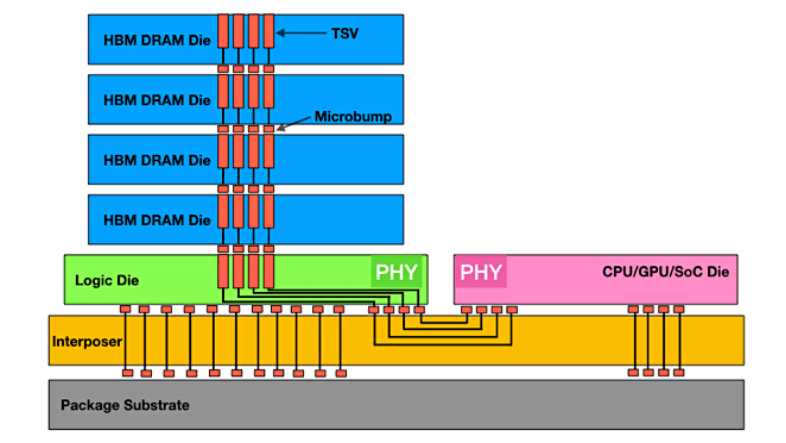 HBM DRAM Die
TSV
HBM DRAM Die
Microbump
HBM DRAM Die
HBM DRAM Die
Logic Die
PHY
PHY
CPU/GPU/SoC Die
Interposer
Package Substrate